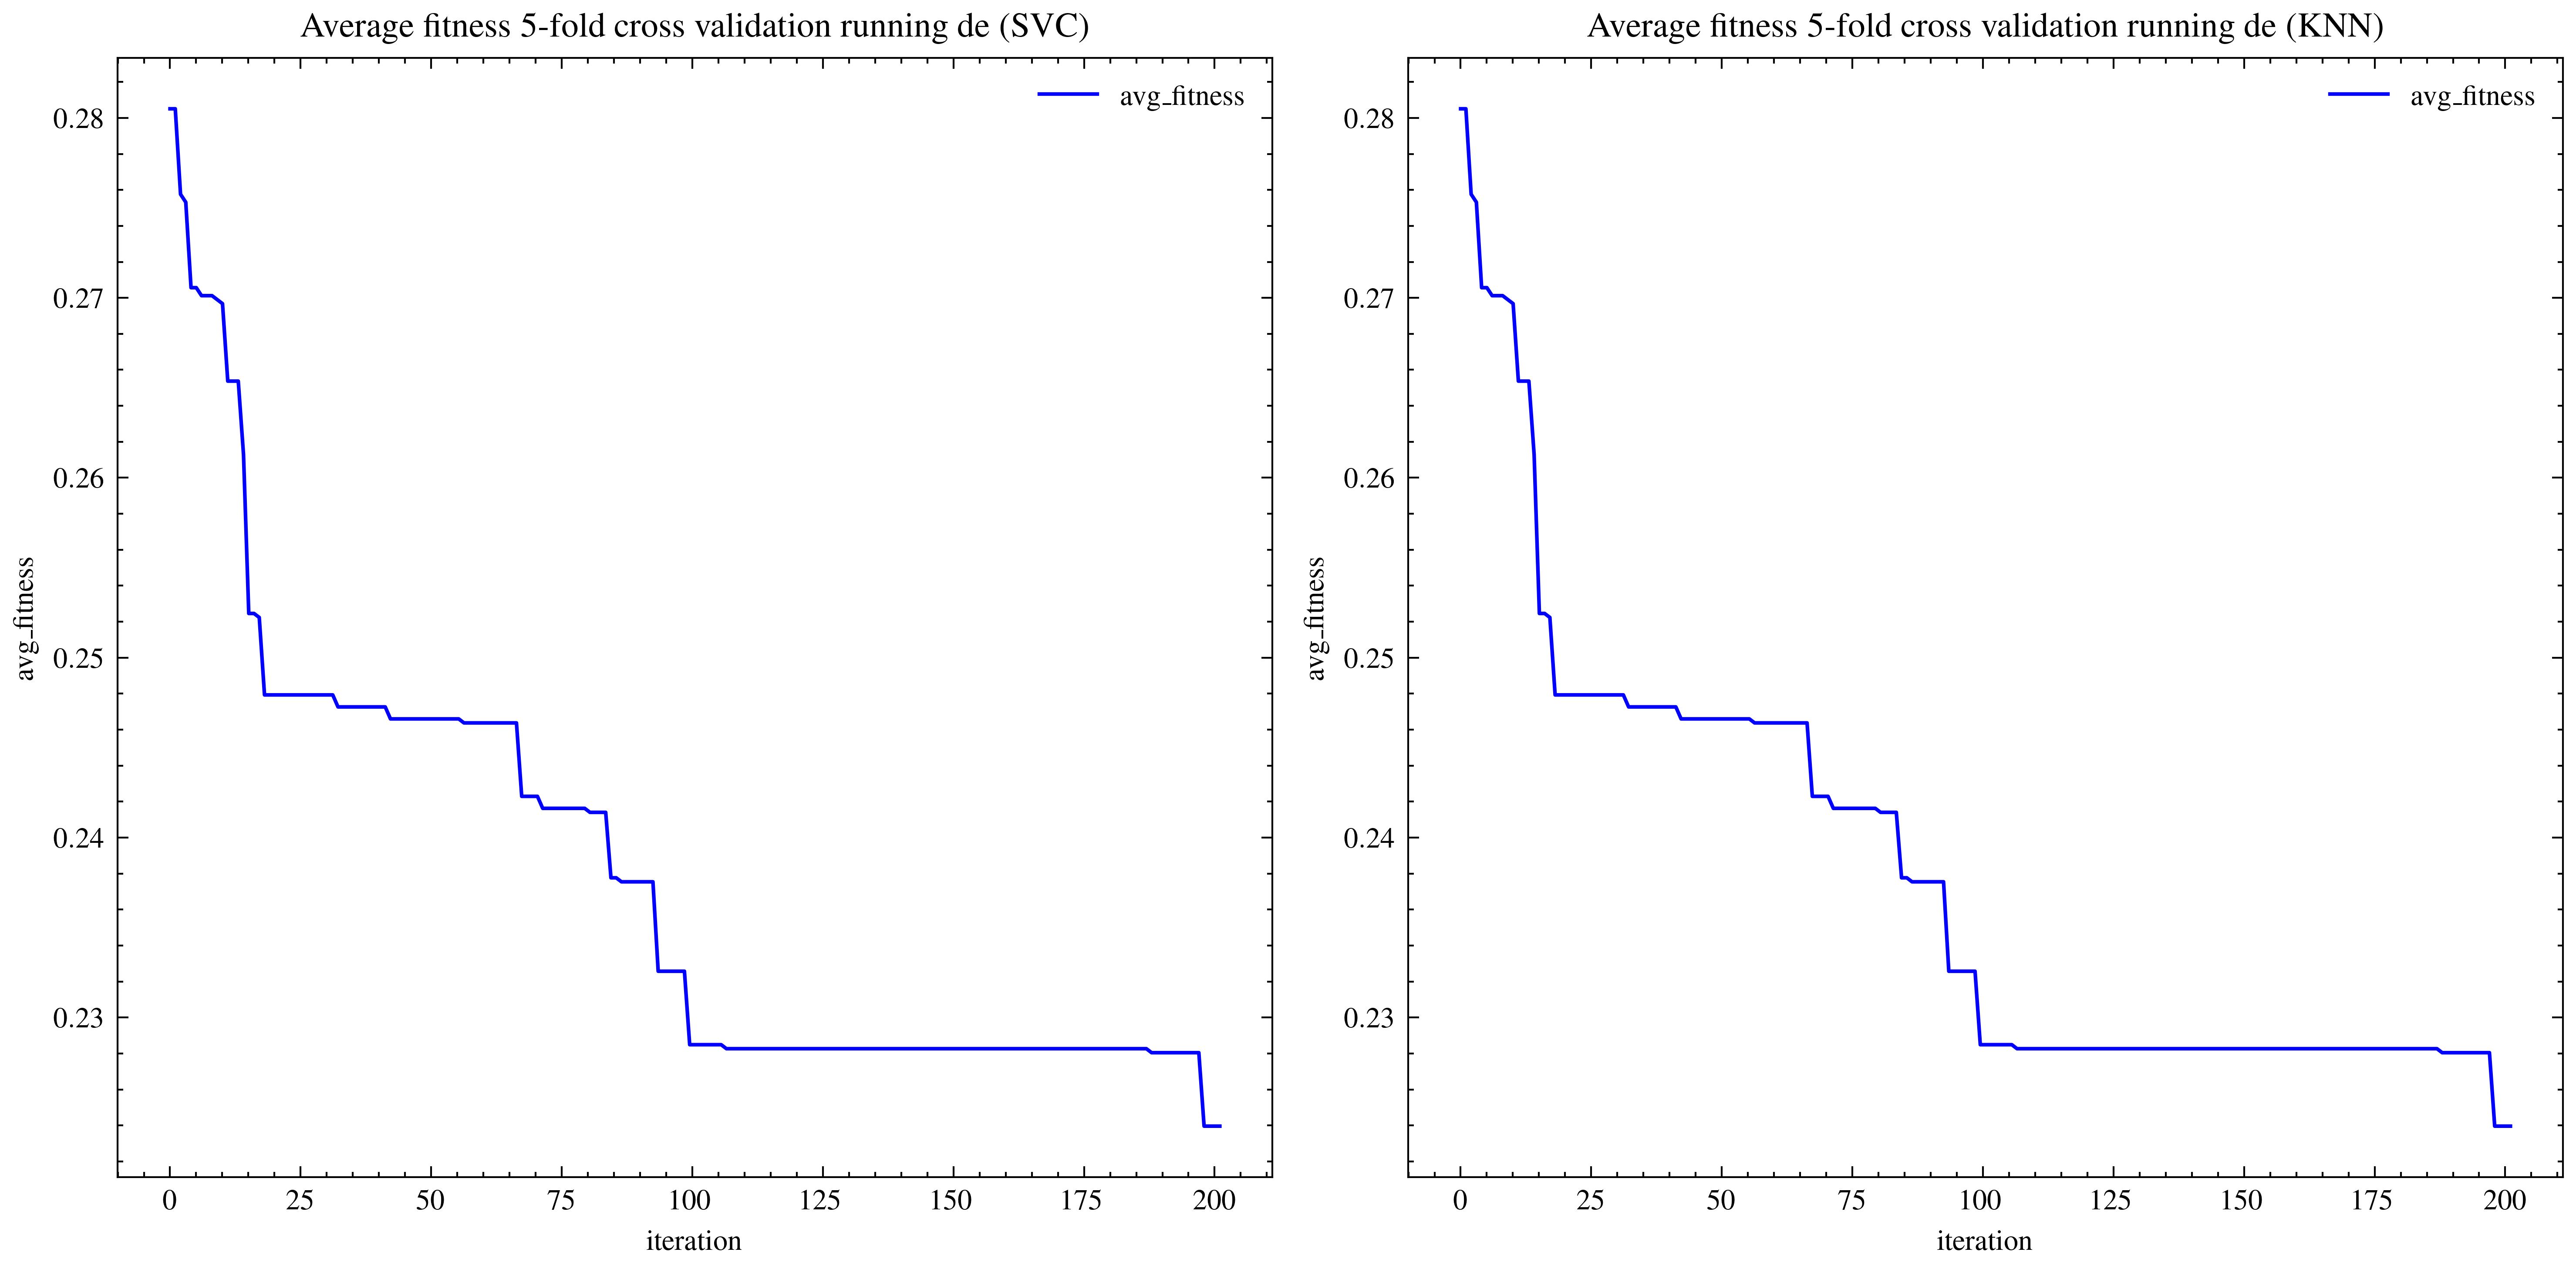 Average fitness 5-fold cross validation running de (SVC)
avg_fitness
0.28
0.27
0.26
0.25
0.24
0.23
avg_fitness
0 25 50 75 100 125 150 175 200
iteration
Average fitness 5-fold cross validation running de (KNN)
avg_fitness
0.28
0.27
0.26
0.25
0.24
0.23
avg_fitness
0 25 50 75 100 125 150 175 200
iteration